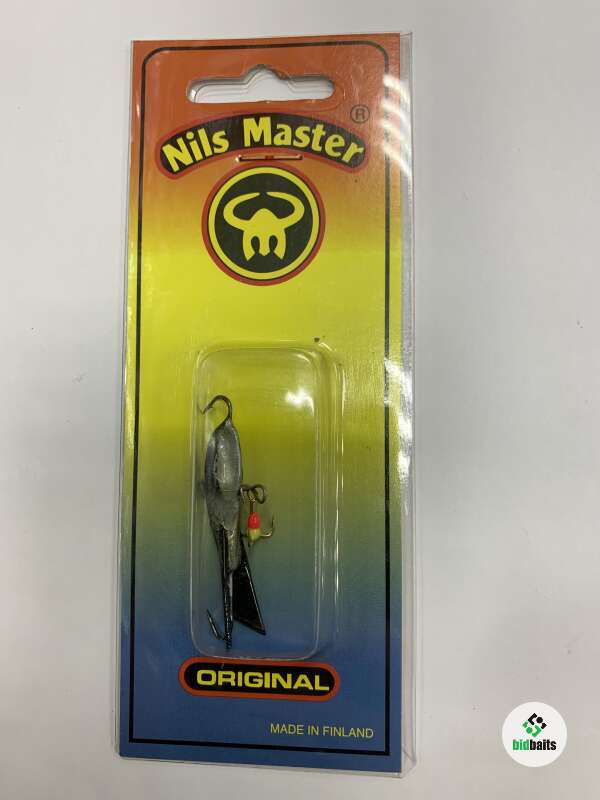 Nils Master
®
ORIGINAL
MADE IN FINLAND
bidbaits